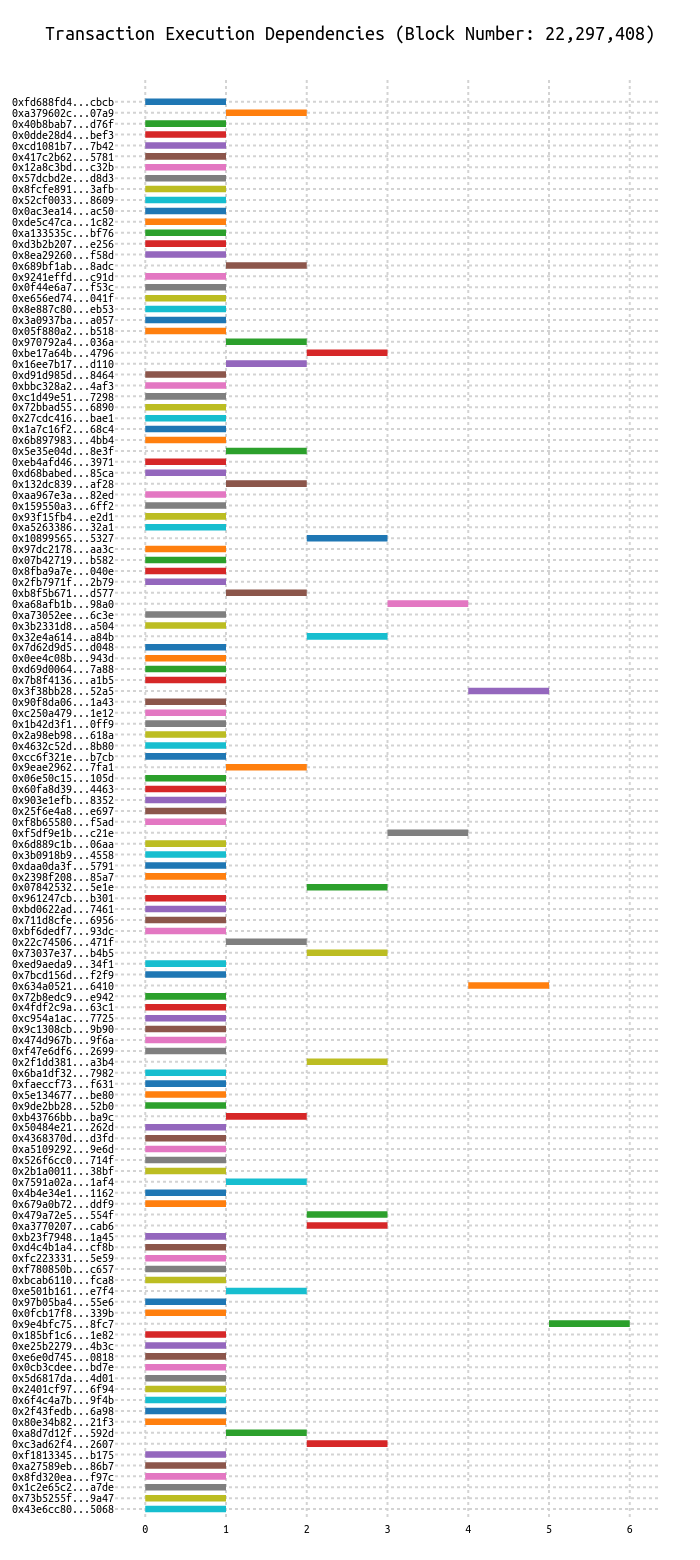 Transaction Execution Dependencies (Block Number: 22,297,408)
0xfd688fd4...cbcb
0xa379602c...07a9
0x40b8bab7...d76f
0x0dde28d4...bef3
0xcd1081b7...7b42
0x417c2b62...5781
0x12a8c3bd...c32b
0x57dcbd2e...d8d3
0x8fcfe891...3afb
0x52cf0033...8609
0x0ac3ea14...ac50
0xde5c47ca...1c82
0xa133535c...bf76
0xd3b2b207...e256
0x8ea29260...f58d
0x689bf1ab...8adc
0x9241effd...c91d
0x0f44e6a7...f53c
0xe656ed74...041f
0x8e887c80...eb53
0x3a0937ba...a057
0x05f880a2...b518
0x970792a4...036a
0xbe17a64b...4796
0x16ee7b17...d110
0xd91d985d...8464
0xbbc328a2...4af3
0xc1d49e51...7298
0x72bbad55...6890
0x27cdc416...bae1
0x1a7c16f2...68c4
0x6b897983...4bb4
0x5e35e04d...8e3f
0xeb4afd46...3971
0xd68babed...85ca
0x132dc839...af28
0xaa967e3a...82ed
0x159550a3...6ff2
0x93f15fb4...e2d1
0xa5263386...32a1
0x10899565...5327
0x97dc2178...aa3c
0x07b42719...b582
0x8fba9a7e...040e
0x2fb7971f...2b79
0xb8f5b671...d577
0xa68afb1b...98a0
0xa73052ee...6c3e
0x3b2331d8...a504
0x32e4a614...a84b
0x7d62d9d5...d048
0x0ee4c08b...943d
0xd69d0064...7a88
0x7b8f4136...a1b5
0x3f38bb28...52a5
0x90f8da06...1a43
0xc250a479...1e12
0x1b42d3f1...0ff9
0x2a98eb98...618a
0x4632c52d...8b80
0xcc6f321e...b7cb
0x9eae2962...7fa1
0x06e50c15...105d
0x60fa8d39...4463
0x903e1efb...8352
0x25f6e4a8...e697
0xf8b65580...f5ad
0xf5df9e1b...c21e
0x6d889c1b...06aa
0x3b0918b9...4558
0xdaa0da3f...5791
0x2398f208...85a7
0x07842532...5e1e
0x961247cb...b301
0xbd0622ad...7461
0x711d8cfe...6956
0xbf6dedf7...93dc
0x22c74506...471f
0x73037e37...b4b5
0xed9aeda9...34f1
0x7bcd156d...f2f9
0x634a0521...6410
0x72b8edc9...e942
0x4fdf2c9a...63c1
0xc954a1ac...7725
0x9c1308cb...9b90
0x474d967b...9f6a
0xf47e6df6...2699
0x2f1dd381...a3b4
0x6ba1df32...7982
0xfaeccf73...f631
0x5e134677...be80
0x9de2bb28...52b0
0xb43766bb...ba9c
0x50484e21...262d
0x4368370d...d3fd
0xa5109292...9e6d
0x526f6cc0...714f
0x2b1a0011...38bf
0x7591a02a...1af4
0x4b4e34e1...1162
0x679a0b72...ddf9
0x479a72e5...554f
0xa3770207...cab6
0xb23f7948...1a45
0xd4c4b1a4...cf8b
0xfc223331...5e59
0xf780850b...c657
0xbcab6110...fca8
0xe501b161...e7f4
0x97b05ba4...55e6
0x0fcb17f8...339b
0x9e4bfc75...8fc7
0x185bf1c6...1e82
0xe25b2279...4b3c
0xe6e0d745...0818
0x0cb3cdee...bd7e
0x5d6817da...4d01
0x2401cf97...6f94
0x6f4c4a7b...9f4b
0x2f43fedb...6a98
0x80e34b82...21f3
0xa8d7d12f...592d
0xc3ad62f4...2607
0xf1813345...b175
0xa27589eb...86b7
0x8fd320ea...f97c
0x1c2e65c2...a7de
0x73b5255f...9a47
0x43e6cc80...5068
0 1 2 3 4 5 6